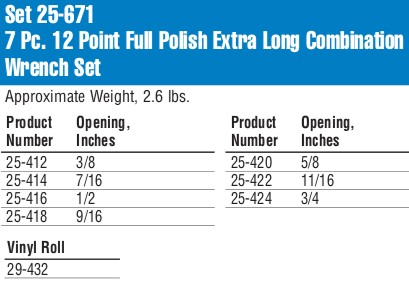 Set 25-671
7 Pc. 12 Point Full Polish Extra Long Combination
Wrench Set
Approximate Weight, 2.6 lbs.
Product Opening,
Number Inches
25-412 3/8
25-414 7/16
25-416 1/2
25-418 9/16
Product Opening,
Number Inches
25-420 5/8
25-422 11/16
25-424 3/4
Vinyl Roll
29-432